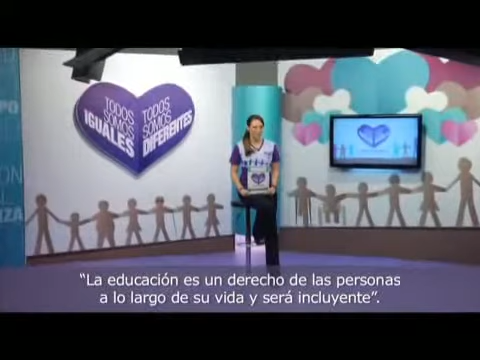 TODOS
SOMOS
IGUALES
TODOS
SOMOS
DIFERENTES
“La educación es un derecho de las personas
a lo largo de su vida y será incluyente”.